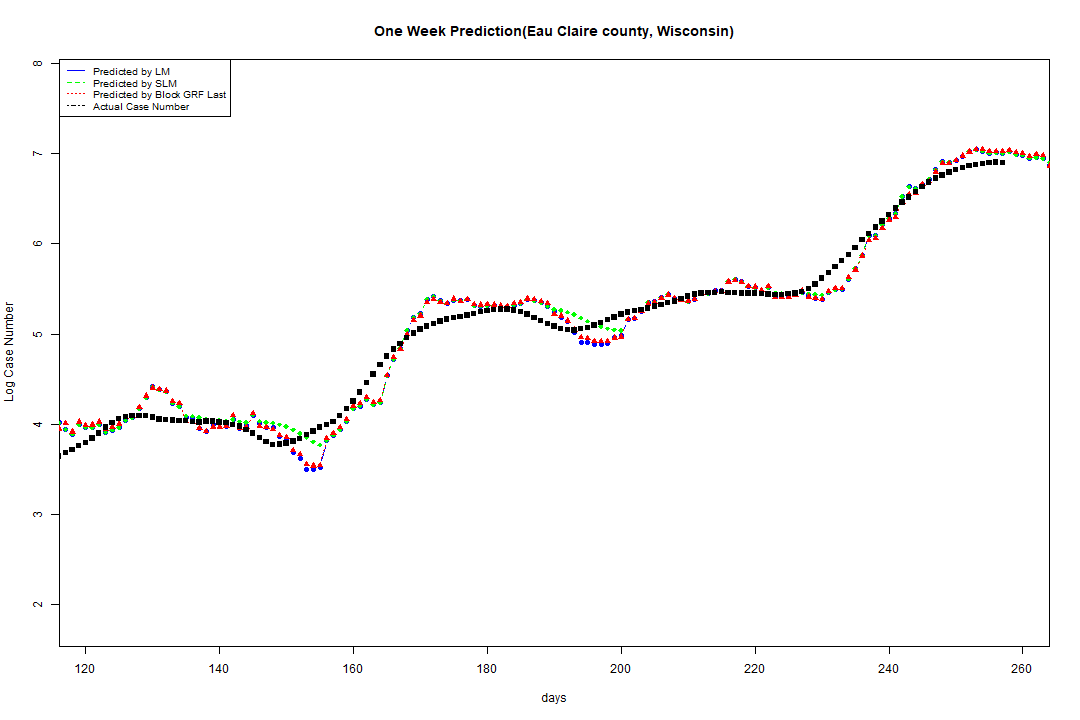 One Week Prediction(Eau Claire county, Wisconsin)
Predicted by LM
Predicted by SLM
Predicted by Block GRF Last
Actual Case Number
Log Case Number
8
7
6
5
4
3
2
120 140 160 180 200 220 240 260
days